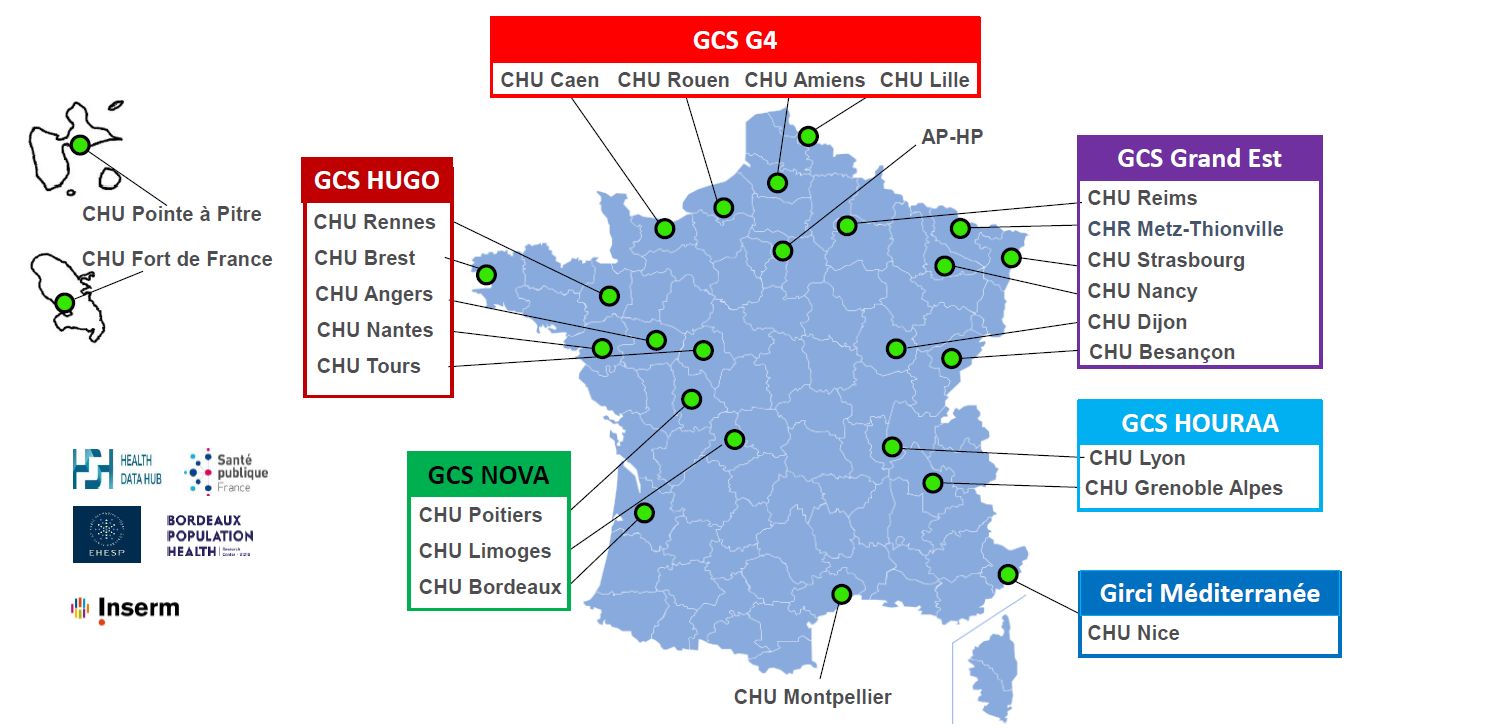 GCS G4
CHU Caen CHU Rouen CHU Amiens CHU Lille
AP-HP
CHU Pointe à Pitre
CHU Fort de France
GCS HUGO
CHU Rennes
CHU Brest
CHU Angers
CHU Nantes
CHU Tours
GCS Grand Est
CHU Reims
CHR Metz-Thionville
CHU Strasbourg
CHU Nancy
CHU Dijon
CHU Besançon
GCS HOURAA
CHU Lyon
CHU Grenoble Alpes
GCS NOVA
CHU Poitiers
CHU Limoges
CHU Bordeaux
Girci Méditerranée
CHU Nice
CHU Montpellier
HEALTH
DATA HUB
Santé
publique
France
EHESP
BORDEAUX
POPULATION
HEALTH
Inserm